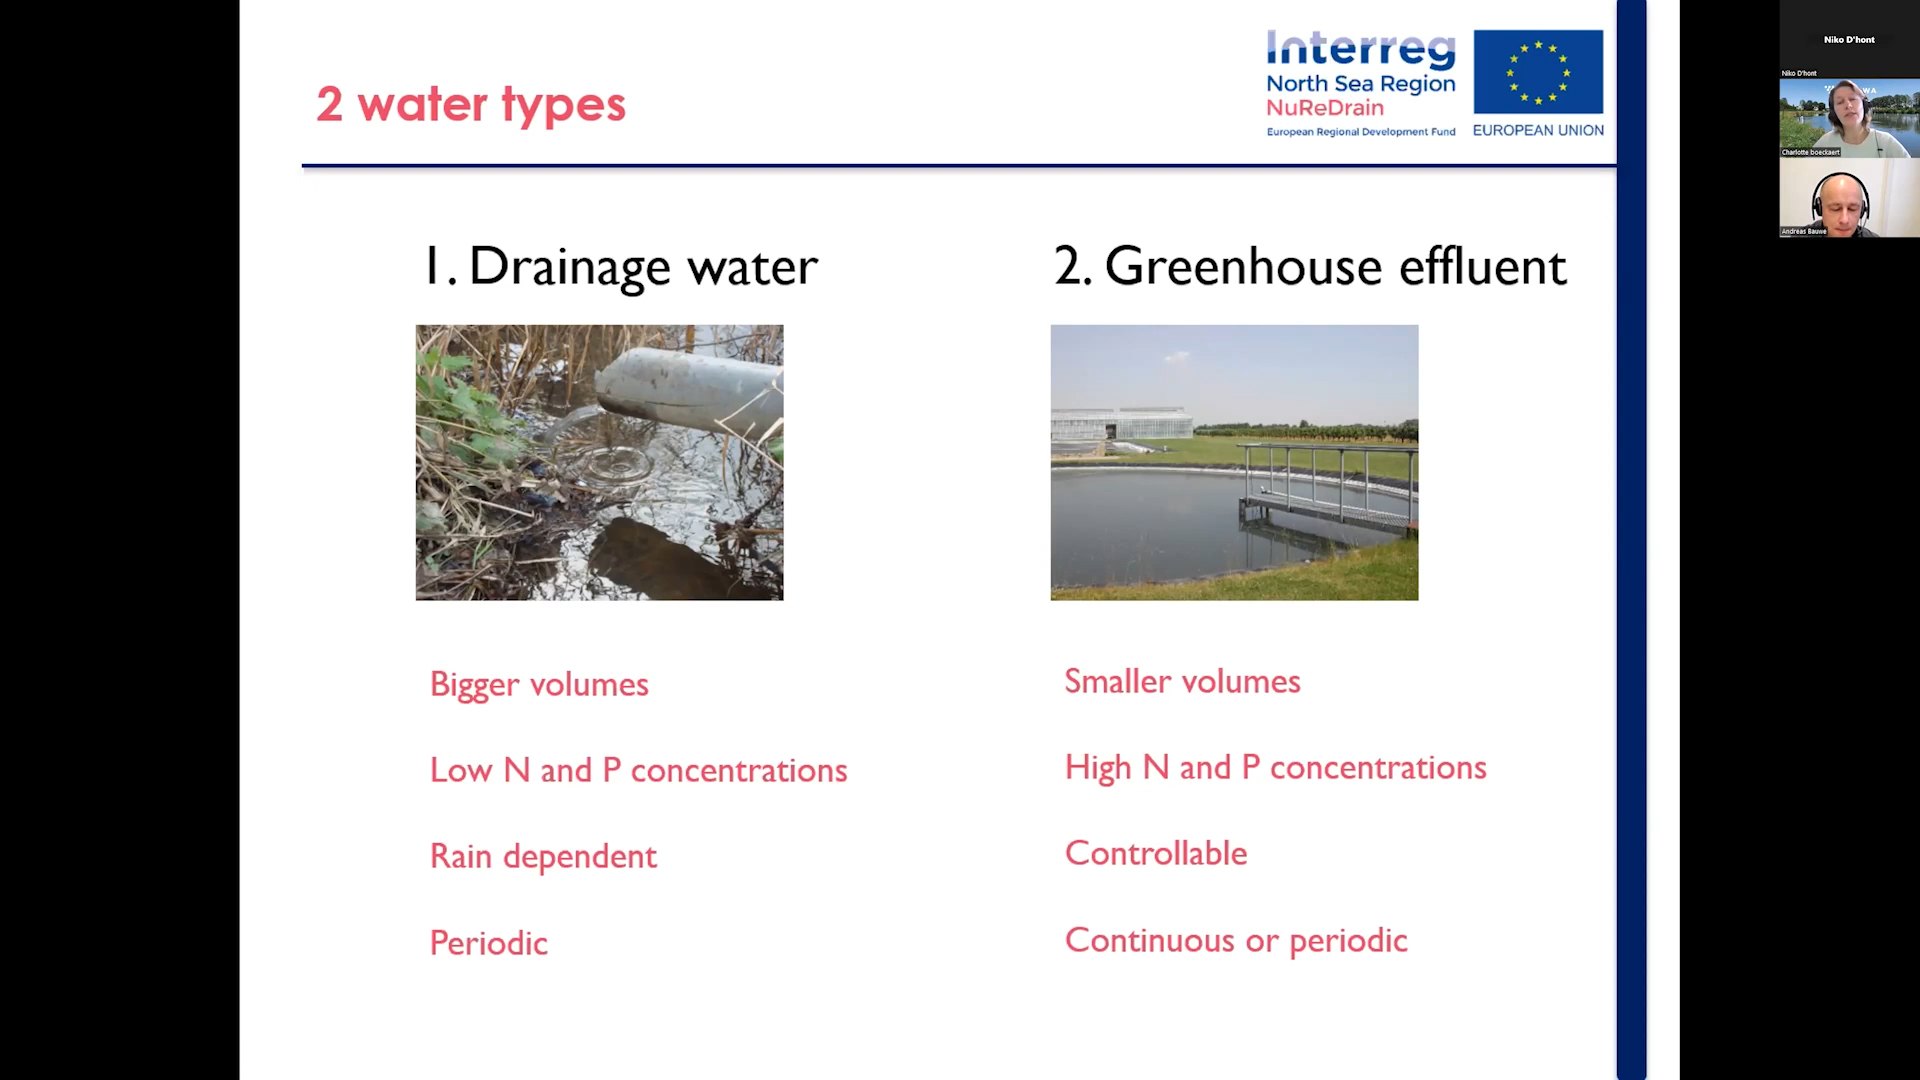 2 water types
Interreg
North Sea Region
NuReDrain
European Regional Development Fund
EUROPEAN UNION
1. Drainage water
2. Greenhouse effluent
Bigger volumes
Low N and P concentrations
Rain dependent
Periodic
Smaller volumes
High N and P concentrations
Controllable
Continuous or periodic
Niko D'hont
Niko D'hont
Charlotte boeckaert
Andreas Bauwe